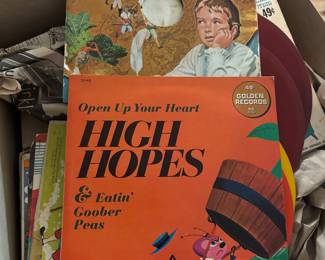 49¢
Open Up Your Heart
GOLDEN
RECORDS
HIGH
HOPES
& Eatin'
Goober
Peas